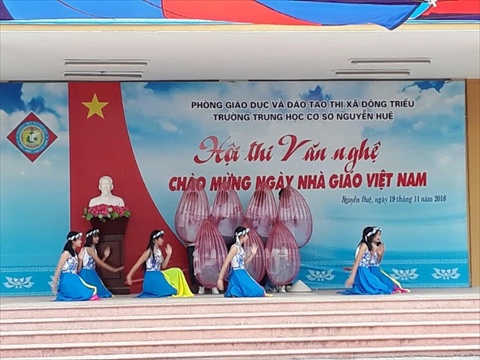 PHÒNG GIÁO DỤC VÀ ĐÀO TẠO THỊ XÃ ĐÔNG TRIỀU
TRƯỜNG TRUNG HỌC CƠ SỞ NGUYỄN HUỆ
Hội thi Văn nghệ
CHÀO MỪNG NGÀY NHÀ GIÁO VIỆT NAM
Nguyễn Huệ, ngày 19 tháng 11 năm 2018